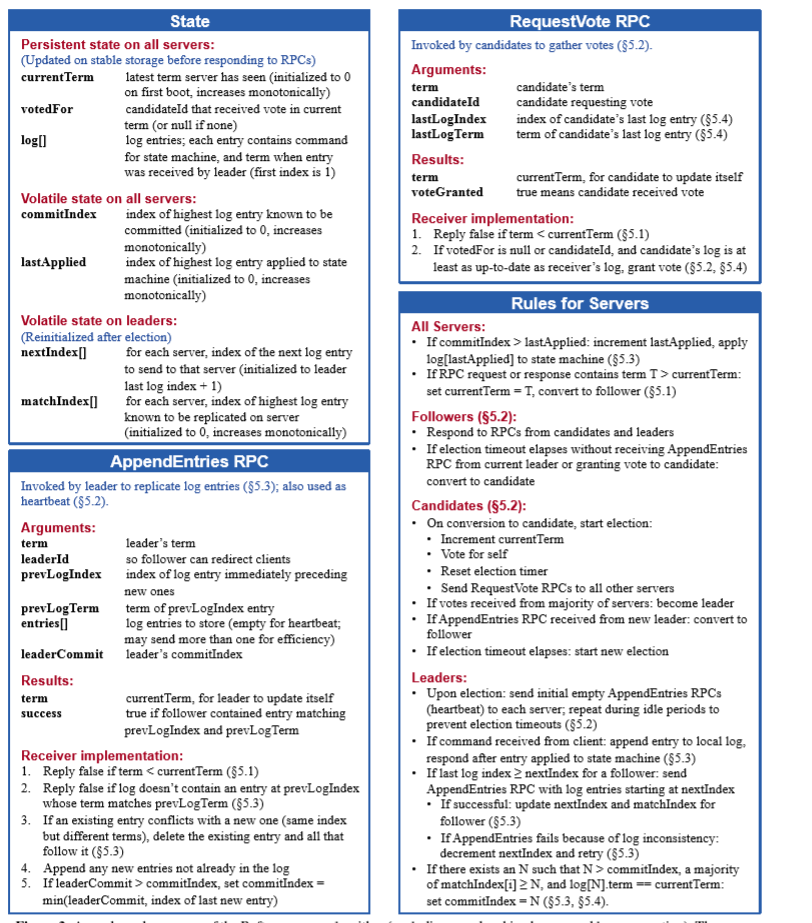 State
Persistent state on all servers:
(Updated on stable storage before responding to RPCs)
currentTerm latest term server has seen (initialized to 0
on first boot, increases monotonically)
votedFor candidateId that received vote in current
term (or null if none)
log[] log entries; each entry contains command
for state machine, and term when entry
was received by leader (first index is 1)
Volatile state on all servers:
commitIndex index of highest log entry known to be
committed (initialized to 0, increases
monotonically)
lastApplied index of highest log entry applied to state
machine (initialized to 0, increases
monotonically)
Volatile state on leaders:
(Reinitialized after election)
nextIndex[] for each server, index of the next log entry
to send to that server (initialized to leader
last log index + 1)
matchIndex[] for each server, index of highest log entry
known to be replicated on server
(initialized to 0, increases monotonically)
AppendEntries RPC
Invoked by leader to replicate log entries (§5.3); also used as
heartbeat (§5.2).
Arguments:
term leader's term
leaderId so follower can redirect clients
prevLogIndex index of log entry immediately preceding
new ones
prevLogTerm term of prevLogIndex entry
entries[] log entries to store (empty for heartbeat;
may send more than one for efficiency)
leaderCommit leader's commitIndex
Results:
term currentTerm, for leader to update itself
success true if follower contained entry matching
prevLogIndex and prevLogTerm
Receiver implementation:
1. Reply false if term < currentTerm (§5.1)
2. Reply false if log doesn't contain an entry at prevLogIndex
whose term matches prevLogTerm (§5.3)
3. If an existing entry conflicts with a new one (same index
but different terms), delete the existing entry and all that
follow it (§5.3)
4. Append any new entries not already in the log
5. If leaderCommit > commitIndex, set commitIndex =
min(leaderCommit, index of last new entry)
RequestVote RPC
Invoked by candidates to gather votes (§5.2).
Arguments:
term candidate's term
candidateId candidate requesting vote
lastLogIndex index of candidate's last log entry (§5.4)
lastLogTerm term of candidate's last log entry (§5.4)
Results:
term currentTerm, for candidate to update itself
voteGranted true means candidate received vote
Receiver implementation:
1. Reply false if term < currentTerm (§5.1)
2. If votedFor is null or candidateId, and candidate's log is at
least as up-to-date as receiver's log, grant vote (§5.2, §5.4)
Rules for Servers
All Servers:
• If commitIndex > lastApplied: increment lastApplied, apply
log[lastApplied] to state machine (§5.3)
• If RPC request or response contains term T > currentTerm:
set currentTerm = T, convert to follower (§5.1)
Followers (§5.2):
• Respond to RPCs from candidates and leaders
• If election timeout elapses without receiving AppendEntries
RPC from current leader or granting vote to candidate:
convert to candidate
Candidates (§5.2):
• On conversion to candidate, start election:
• Increment currentTerm
• Vote for self
• Reset election timer
• Send RequestVote RPCs to all other servers
• If votes received from majority of servers: become leader
• If AppendEntries RPC received from new leader: convert to
follower
• If election timeout elapses: start new election
Leaders:
• Upon election: send initial empty AppendEntries RPCs
(heartbeat) to each server; repeat during idle periods to
prevent election timeouts (§5.2)
• If command received from client: append entry to local log,
respond after entry applied to state machine (§5.3)
• If last log index ≥ nextIndex for a follower: send
AppendEntries RPC with log entries starting at nextIndex
• If successful: update nextIndex and matchIndex for
follower (§5.3)
• If AppendEntries fails because of log inconsistency:
decrement nextIndex and retry (§5.3)
• If there exists an N such that N > commitIndex, a majority
of matchIndex[i] ≥ N, and log[N].term == currentTerm:
set commitIndex = N (§5.3, §5.4).